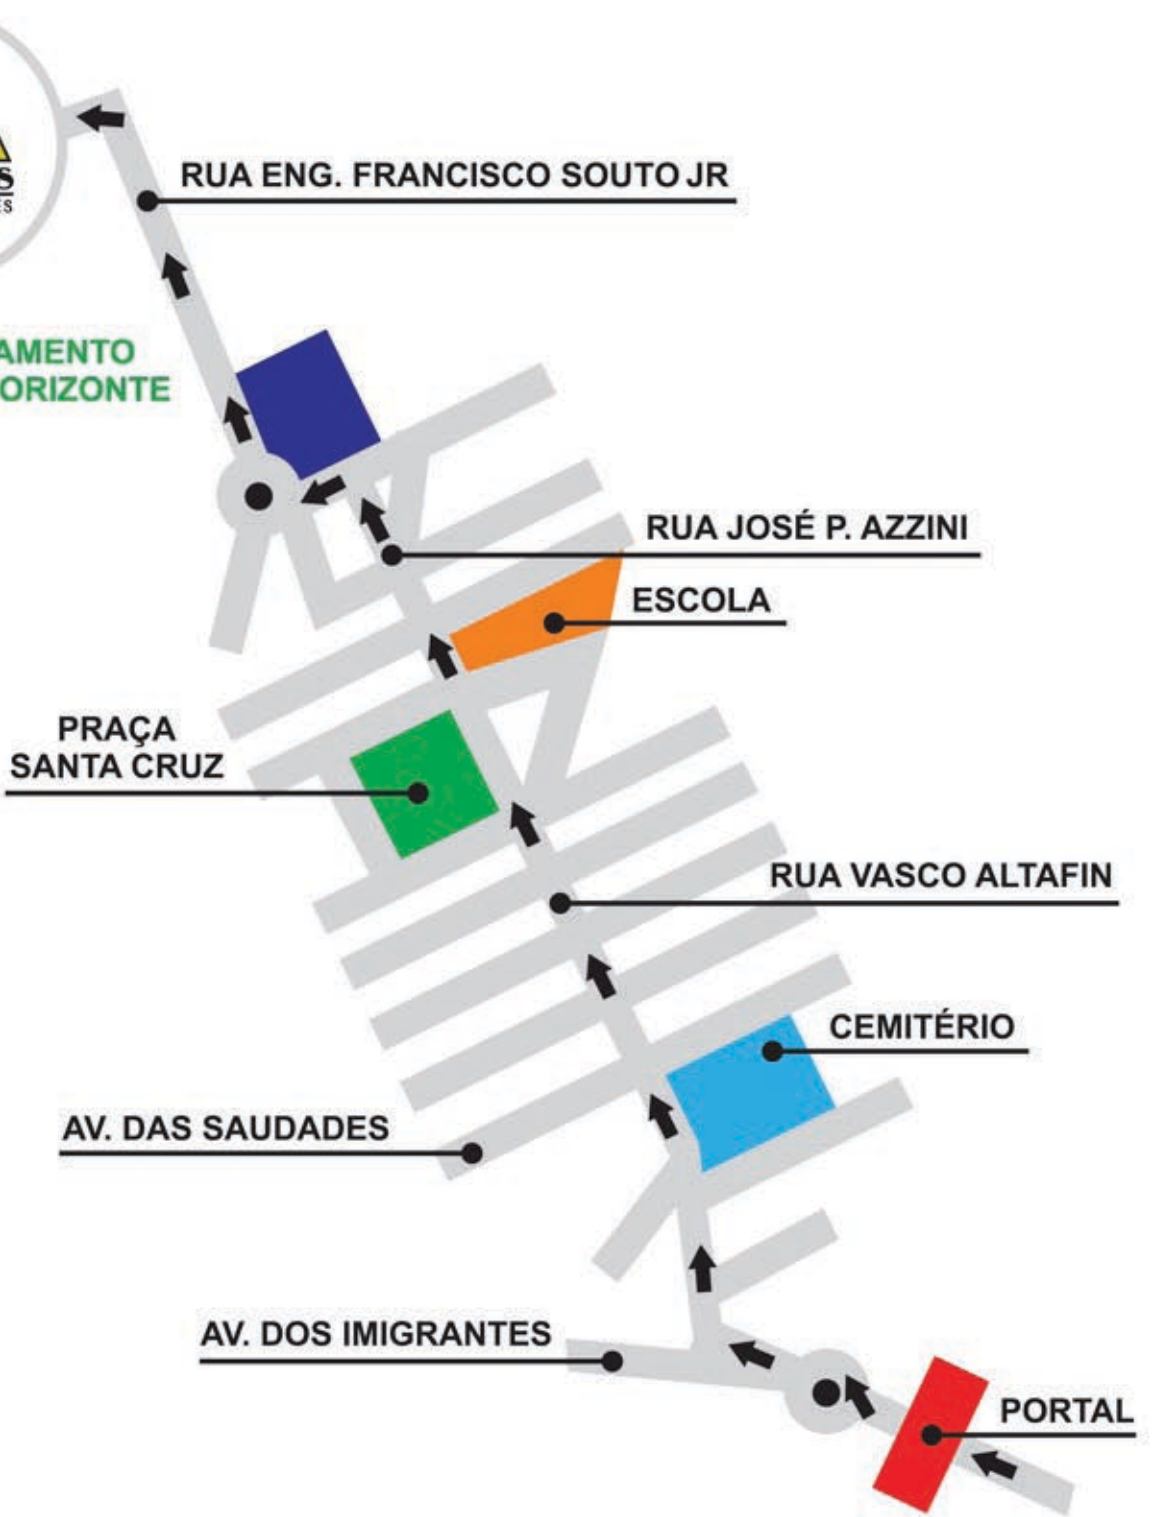 RUA ENG. FRANCISCO SOUTO JR
AMENTO
ORIZONTE
RUA JOSÉ P. AZZINI
ESCOLA
PRAÇA
SANTA CRUZ
RUA VASCO ALTAFIN
CEMITÉRIO
AV. DAS SAUDADES
AV. DOS IMIGRANTES
PORTAL